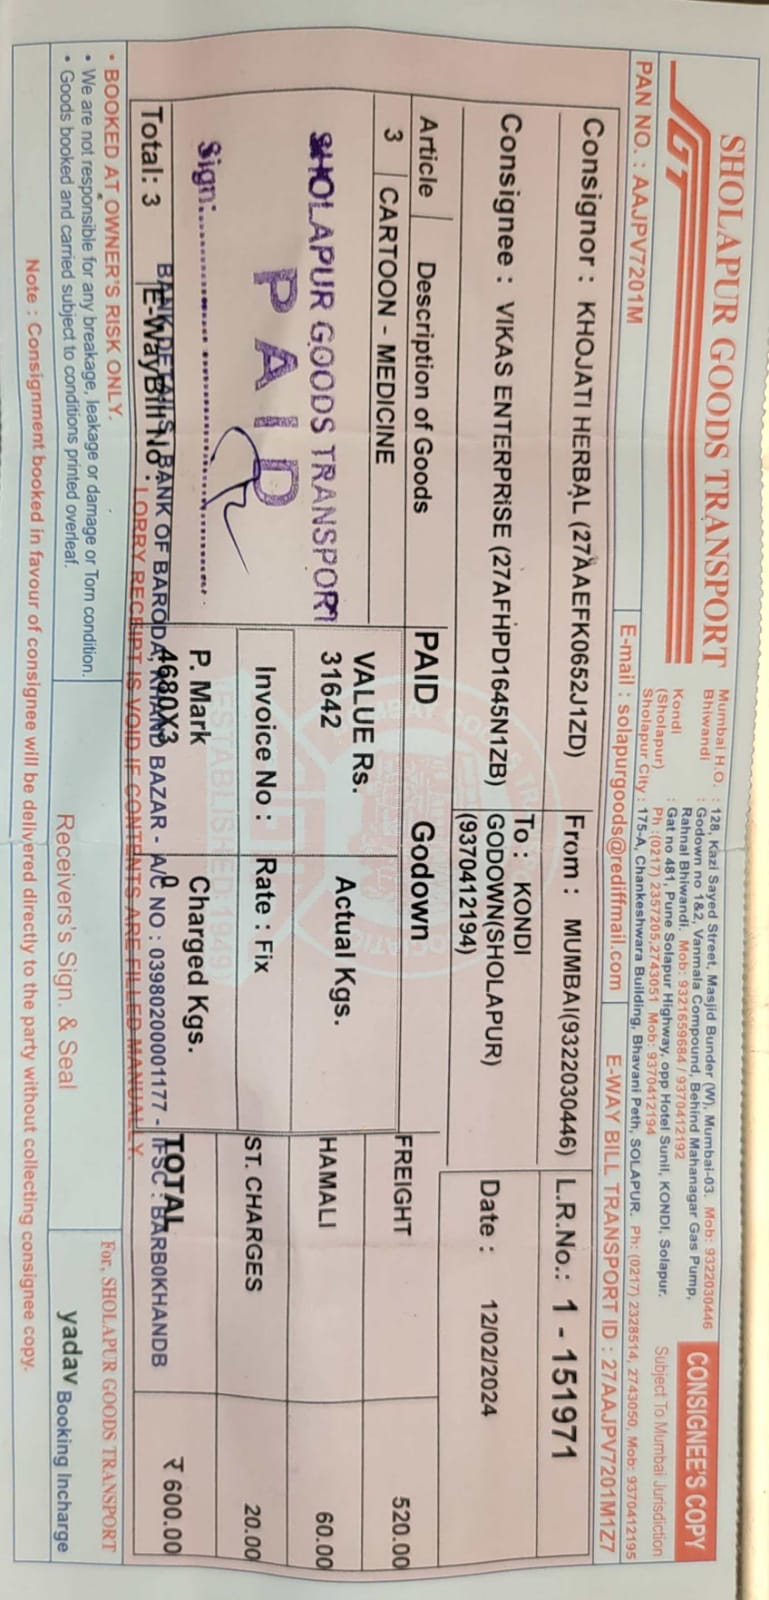 SHOLAPUR GOODS TRANSPORT
Mumbai H.O. : 128, Kazi Sayed Street, Masjid Bunder (W), Mumbai-03. Mob: 9322030446
Bhiwandi : Godown no 1&2, Vanmala Compound, Behind Mahanagar Gas Pump,
Rahnal Bhiwandi. Mob: 9321659684 / 9370412192
Kondi : Gat no 481, Pune Solapur Highway, opp Hotel Sunil, KONDI, Solapur.
(Sholapur) Ph :(0217) 2357205,2743051 Mob: 9370412194
Sholapur City : 175-A, Chankeshwara Building, Bhavani Peth, SOLAPUR. Ph: (0217) 2328514, 2743050, Mob: 9370412195
CONSIGNEE'S COPY
Subject To Mumbai Jurisdiction
PAN NO. : AAJPV7201M
E-mail : solapurgoods@rediffmail.com
E-WAY BILL TRANSPORT ID : 27AAJPV7201M1Z7
Consignor : KHOJATI HERBAL (27AAEFK0652J1ZD)
From : MUMBAI(9322030446)
L.R.No.: 1 - 151971
Consignee : VIKAS ENTERPRISE (27AFHPD1645N1ZB)
To : KONDI
GODOWN(SHOLAPUR)
(9370412194)
Date : 12/02/2024
Article Description of Goods PAID Godown
3 CARTOON - MEDICINE
FREIGHT 520.00
VALUE Rs. Actual Kgs.
31642
HAMALI 60.00
SHOLAPUR GOODS TRANSPORT
PAID
Sign:
Invoice No : Rate : Fix
ST. CHARGES 20.00
P. Mark Charged Kgs.
4680X3 0
Total: 3 E-WayBill No :
TOTAL ₹ 600.00
BANK DETAILS : BANK OF BARODA, KHAND BAZAR - A/C NO : 03980200001177 - IFSC : BARB0KHANDB
LORRY RECEIPT IS VOID IF CONTENTS ARE FILLED MANUALLY.
ESTABLISHED:1949
• BOOKED AT OWNER'S RISK ONLY.
• We are not responsible for any breakage, leakage or damage or Torn condition.
• Goods booked and carried subject to conditions printed overleaf.
Receivers's Sign. & Seal
For, SHOLAPUR GOODS TRANSPORT
yadav Booking Incharge
Note : Consignment booked in favour of consignee will be delivered directly to the party without collecting consignee copy.